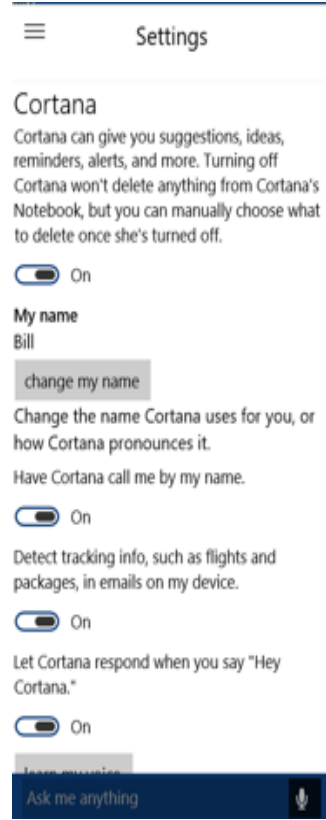 Settings
Cortana
Cortana can give you suggestions, ideas,
reminders, alerts, and more. Turning off
Cortana won't delete anything from Cortana's
Notebook, but you can manually choose what
to delete once she's turned off.
On
My name
Bill
change my name
Change the name Cortana uses for you, or
how Cortana pronounces it.
Have Cortana call me by my name.
On
Detect tracking info, such as flights and
packages, in emails on my device.
On
Let Cortana respond when you say "Hey
Cortana."
On
learn my voice
Ask me anything